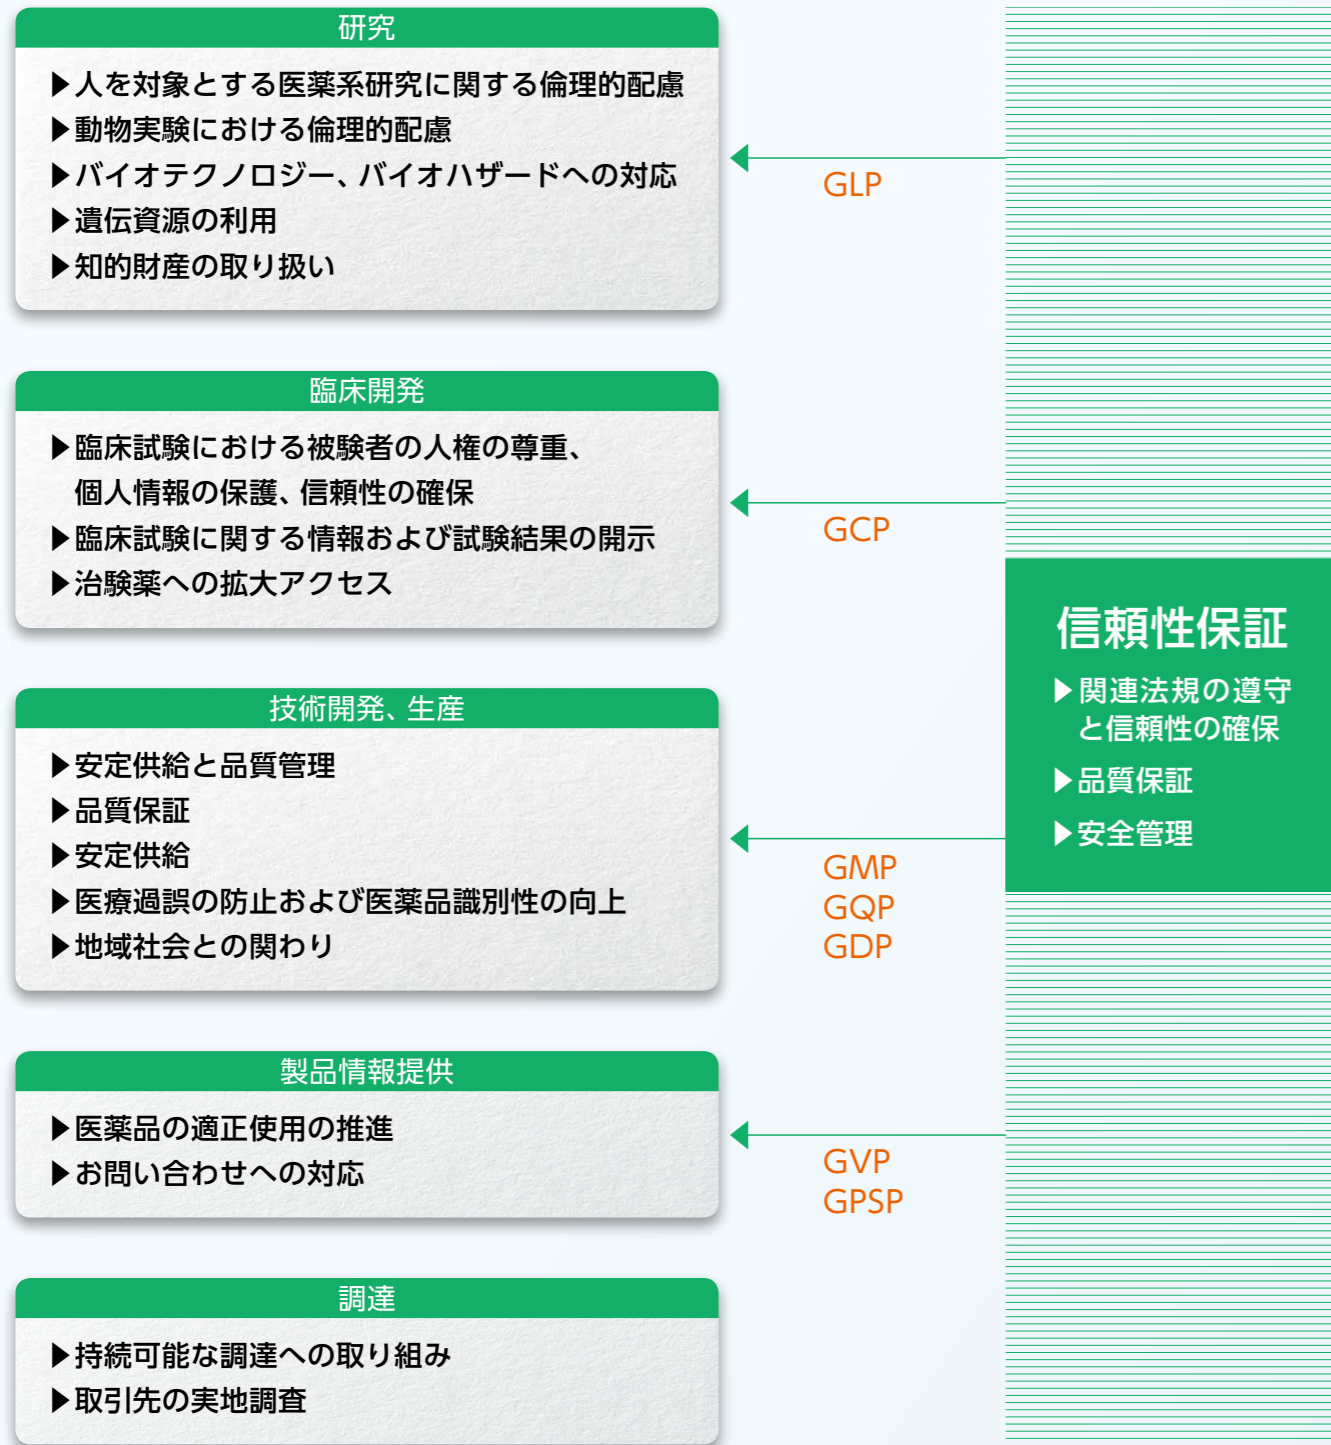 研究
▶人を対象とする医薬系研究に関する倫理的配慮
▶動物実験における倫理的配慮
▶バイオテクノロジー、バイオハザードへの対応
▶遺伝資源の利用
▶知的財産の取り扱い
GLP
臨床開発
▶臨床試験における被験者の人権の尊重、
個人情報の保護、信頼性の確保
▶臨床試験に関する情報および試験結果の開示
▶治験薬への拡大アクセス
GCP
技術開発、生産
▶安定供給と品質管理
▶品質保証
▶安定供給
▶医療過誤の防止および医薬品識別性の向上
▶地域社会との関わり
GMP
GQP
GDP
製品情報提供
▶医薬品の適正使用の推進
▶お問い合わせへの対応
GVP
GPSP
調達
▶持続可能な調達への取り組み
▶取引先の実地調査
信頼性保証
▶関連法規の遵守
と信頼性の確保
▶品質保証
▶安全管理